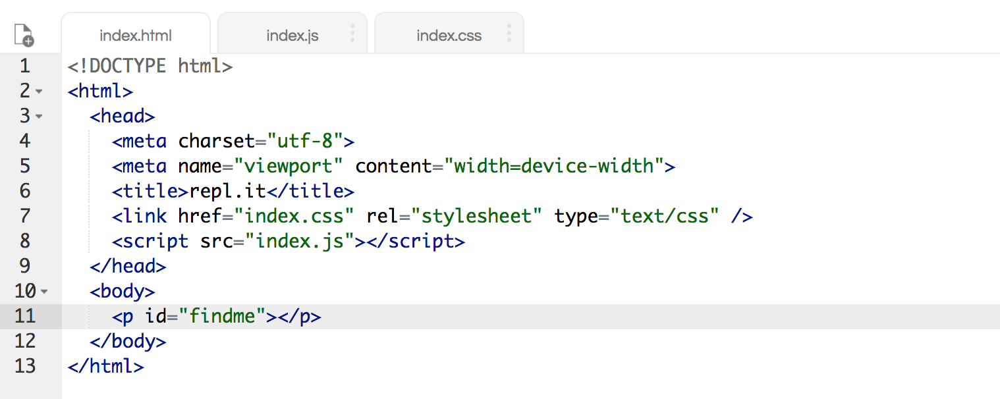 index.html index.js index.css
1 <!DOCTYPE html>
2 <html>
3 <head>
4 <meta charset="utf-8">
5 <meta name="viewport" content="width=device-width">
6 <title>repl.it</title>
7 <link href="index.css" rel="stylesheet" type="text/css" />
8 <script src="index.js"></script>
9 </head>
10 <body>
11 <p id="findme"></p>
12 </body>
13 </html>